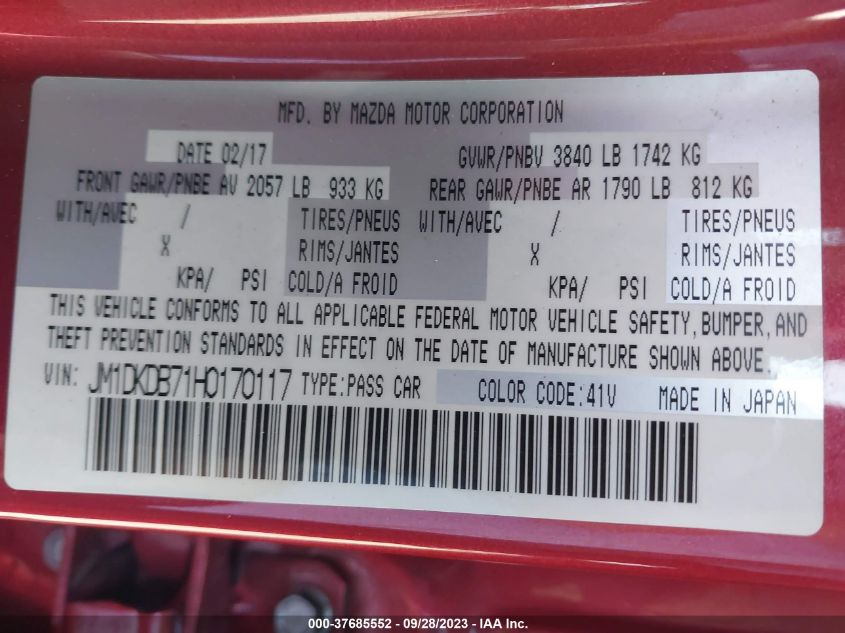 MFD. BY MAZDA MOTOR CORPORATION
DATE 02/17 GVWR/PNBV 3840 LB 1742 KG
FRONT GAWR/PNBE AV 2057 LB 933 KG REAR GAWR/PNBE AR 1790 LB 812 KG
WITH/AVEC / TIRES/PNEUS WITH/AVEC / TIRES/PNEUS
X RIMS/JANTES X RIMS/JANTES
KPA/ PSI COLD/A FROID KPA/ PSI COLD/A FROID
THIS VEHICLE CONFORMS TO ALL APPLICABLE FEDERAL MOTOR VEHICLE SAFETY,BUMPER,AND
THEFT PREVENTION STANDARDS IN EFFECT ON THE DATE OF MANUFACTURE SHOWN ABOVE.
VIN: JM1DKDB71H0170117 TYPE:PASS CAR COLOR CODE:41V MADE IN JAPAN
000-37685552 - 09/28/2023 - IAA Inc.